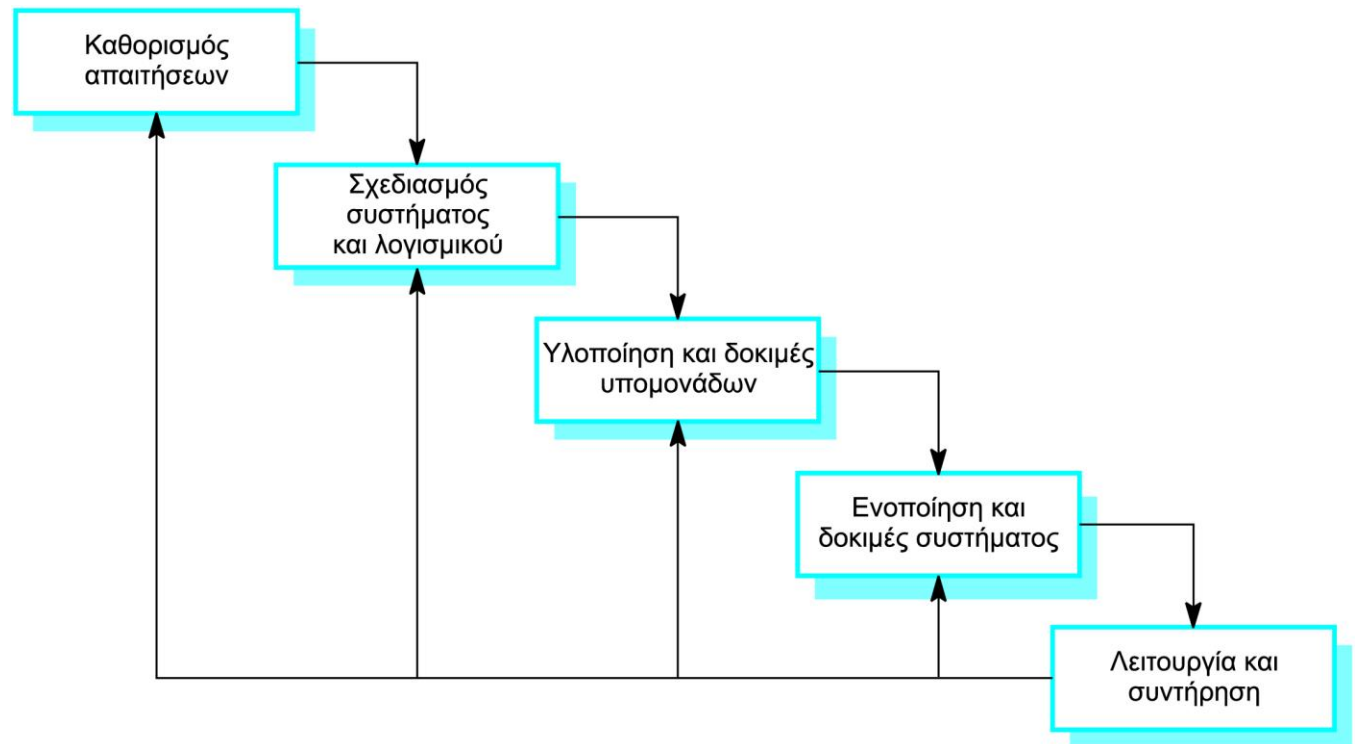 Καθορισμός
απαιτήσεων
Σχεδιασμός
συστήματος
και λογισμικού
Υλοποίηση και δοκιμές
υπομονάδων
Ενοποίηση και
δοκιμές συστήματος
Λειτουργία και
συντήρηση